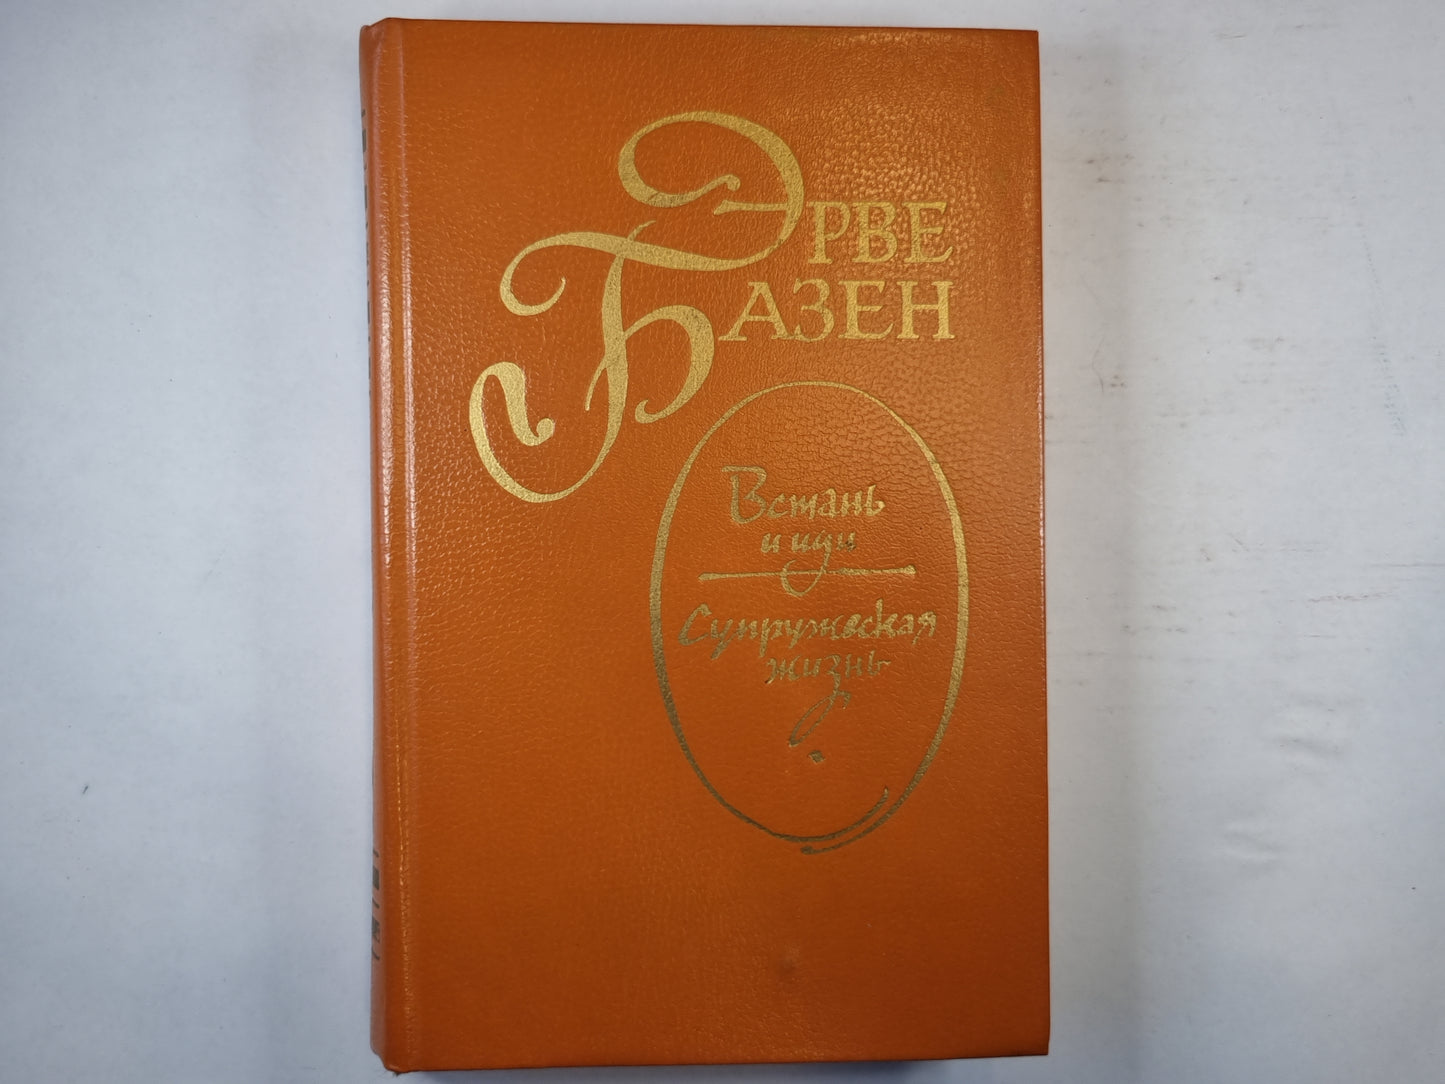 ЭРВЕ
БАЗЕН
Встань
и иди
Супружеская
жизнь